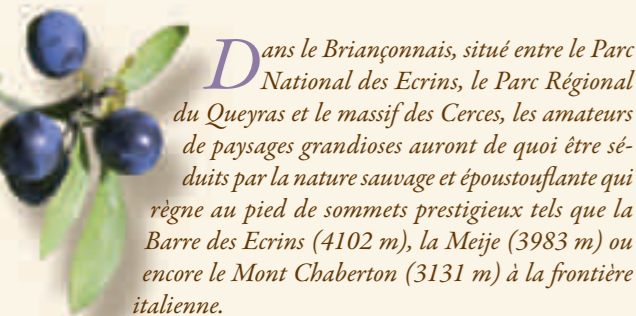 Dans le Briançonnais, situé entre le Parc
National des Ecrins, le Parc Régional
du Queyras et le massif des Cerces, les amateurs
de paysages grandioses auront de quoi être sé-
duits par la nature sauvage et époustouflante qui
règne au pied de sommets prestigieux tels que la
Barre des Ecrins (4102 m), la Meije (3983 m) ou
encore le Mont Chaberton (3131 m) à la frontière
italienne.